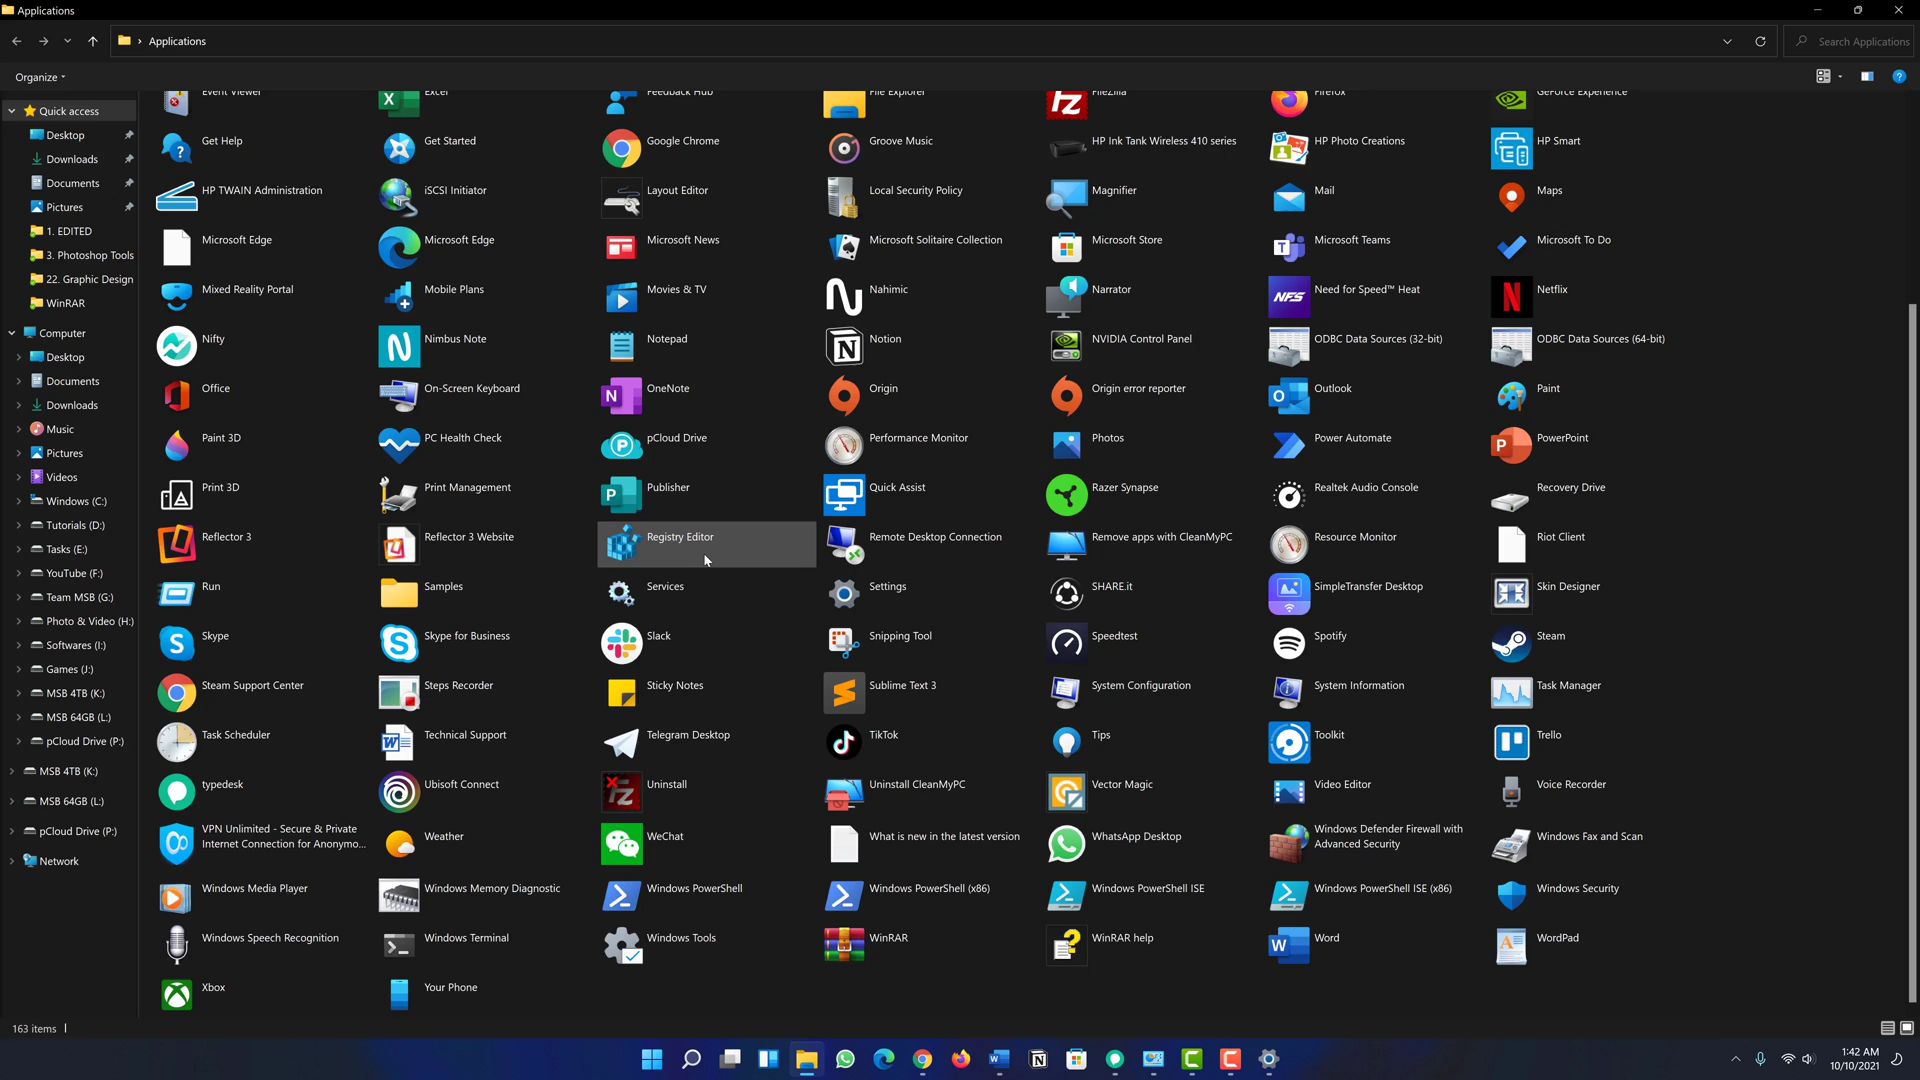 Applications
Applications
Search Applications
Organize
Quick access
Desktop
Downloads
Documents
Pictures
1. EDITED
3. Photoshop Tools
22. Graphic Design
WinRAR
Computer
Desktop
Documents
Downloads
Music
Pictures
Videos
Windows (C:)
Tutorials (D:)
Tasks (E:)
YouTube (F:)
Team MSB (G:)
Photo & Video (H:)
Softwares (I:)
Games (J:)
MSB 4TB (K:)
MSB 64GB (L:)
pCloud Drive (P:)
MSB 4TB (K:)
MSB 64GB (L:)
pCloud Drive (P:)
Network
Event Viewer
Excel
Feedback Hub
File Explorer
FileZilla
Firefox
GeForce Experience
Get Help
Get Started
Google Chrome
Groove Music
HP Ink Tank Wireless 410 series
HP Photo Creations
HP Smart
HP TWAIN Administration
iSCSI Initiator
Layout Editor
Local Security Policy
Magnifier
Mail
Maps
Microsoft Edge
Microsoft Edge
Microsoft News
Microsoft Solitaire Collection
Microsoft Store
Microsoft Teams
Microsoft To Do
Mixed Reality Portal
Mobile Plans
Movies & TV
Nahimic
Narrator
Need for Speed™ Heat
Netflix
Nifty
Nimbus Note
Notepad
Notion
NVIDIA Control Panel
ODBC Data Sources (32-bit)
ODBC Data Sources (64-bit)
Office
On-Screen Keyboard
OneNote
Origin
Origin error reporter
Outlook
Paint
Paint 3D
PC Health Check
pCloud Drive
Performance Monitor
Photos
Power Automate
PowerPoint
Print 3D
Print Management
Publisher
Quick Assist
Razer Synapse
Realtek Audio Console
Recovery Drive
Reflector 3
Reflector 3 Website
Registry Editor
Remote Desktop Connection
Remove apps with CleanMyPC
Resource Monitor
Riot Client
Run
Samples
Services
Settings
SHARE.it
SimpleTransfer Desktop
Skin Designer
Skype
Skype for Business
Slack
Snipping Tool
Speedtest
Spotify
Steam
Steam Support Center
Steps Recorder
Sticky Notes
Sublime Text 3
System Configuration
System Information
Task Manager
Task Scheduler
Technical Support
Telegram Desktop
TikTok
Tips
Toolkit
Trello
typedesk
Ubisoft Connect
Uninstall
Uninstall CleanMyPC
Vector Magic
Video Editor
Voice Recorder
VPN Unlimited - Secure & Private
Internet Connection for Anonymo...
Weather
WeChat
What is new in the latest version
WhatsApp Desktop
Windows Defender Firewall with
Advanced Security
Windows Fax and Scan
Windows Media Player
Windows Memory Diagnostic
Windows PowerShell
Windows PowerShell (x86)
Windows PowerShell ISE
Windows PowerShell ISE (x86)
Windows Security
Windows Speech Recognition
Windows Terminal
Windows Tools
WinRAR
WinRAR help
Word
WordPad
Xbox
Your Phone
163 items
1:42 AM
10/10/2021